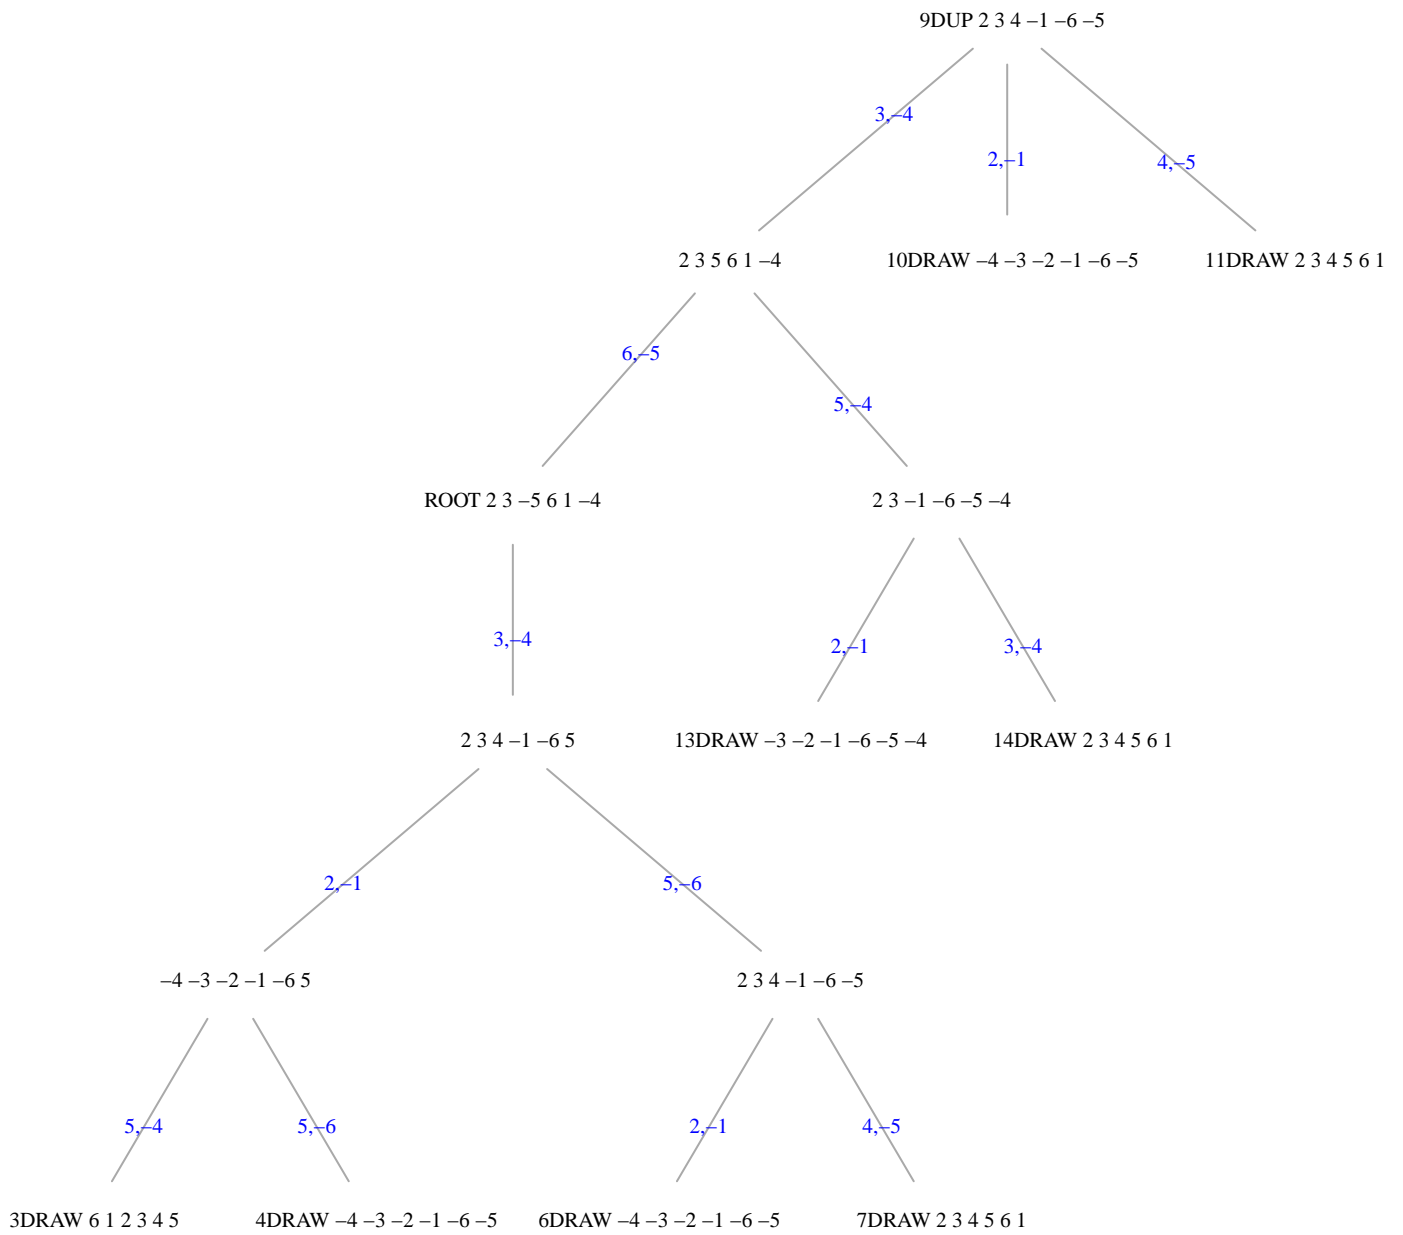 9DUP 2 3 4 –1 –6 –5
3,–4
2,–1
4,–5
2 3 5 6 1 –4
10DRAW –4 –3 –2 –1 –6 –5
11DRAW 2 3 4 5 6 1
6,–5
5,–4
ROOT 2 3 –5 6 1 –4
2 3 –1 –6 –5 –4
3,–4
2,–1
3,–4
2 3 4 –1 –6 5
13DRAW –3 –2 –1 –6 –5 –4
14DRAW 2 3 4 5 6 1
2,–1
5,–6
–4 –3 –2 –1 –6 5
2 3 4 –1 –6 –5
5,–4
5,–6
2,–1
4,–5
3DRAW 6 1 2 3 4 5
4DRAW –4 –3 –2 –1 –6 –5
6DRAW –4 –3 –2 –1 –6 –5
7DRAW 2 3 4 5 6 1